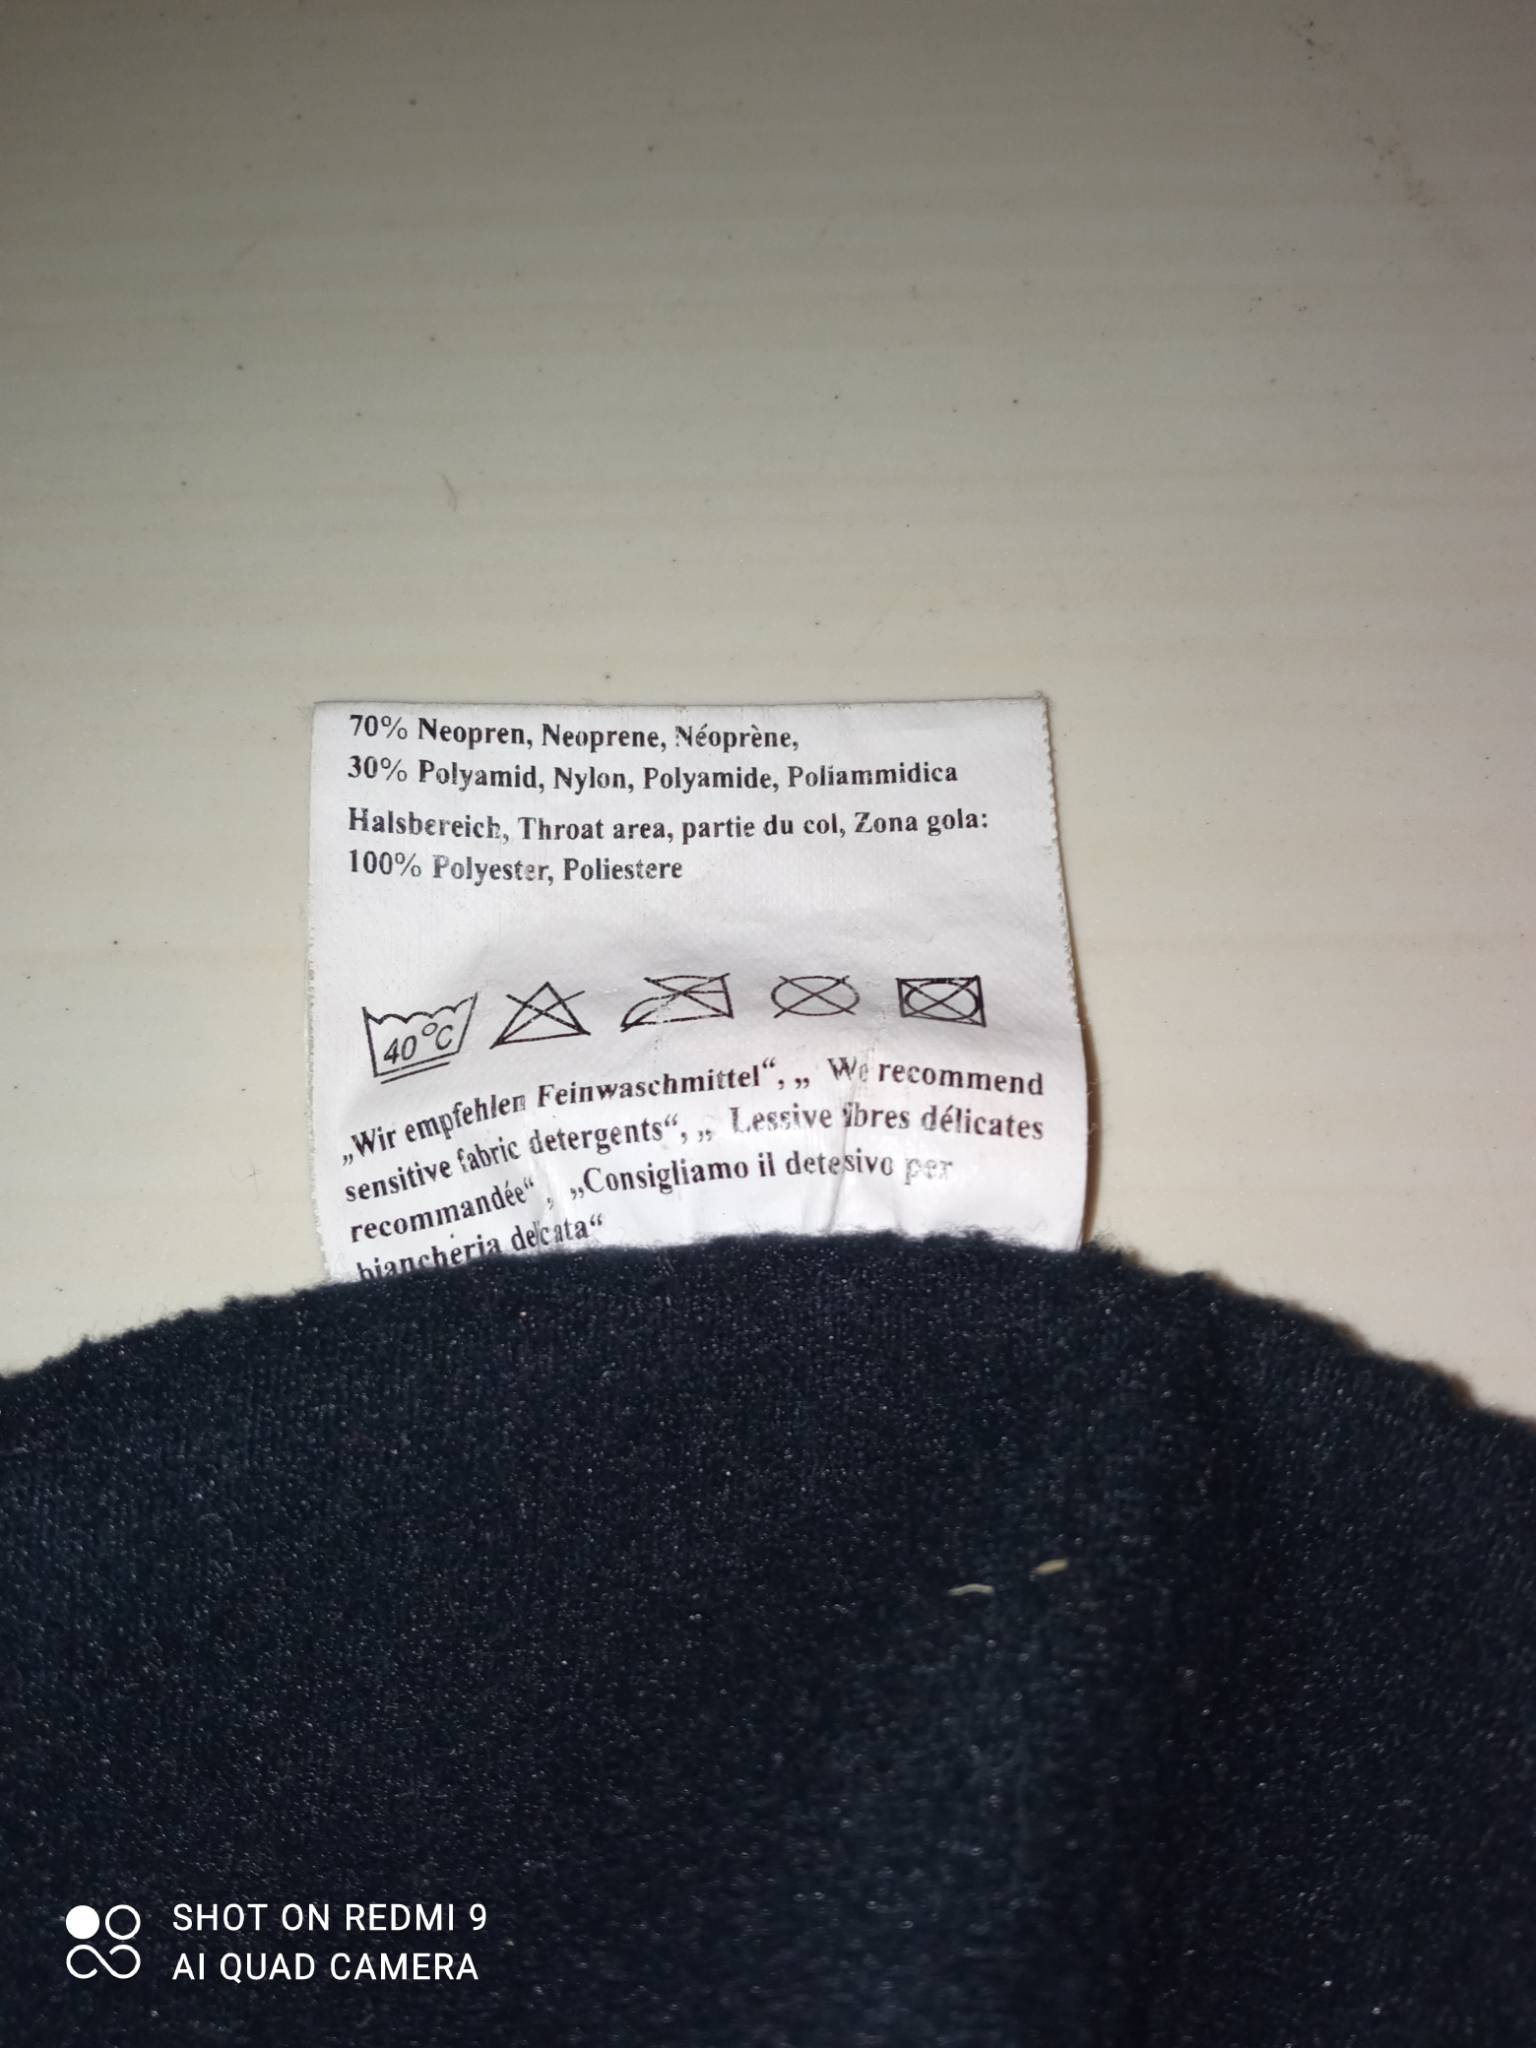 70% Neopren, Neoprene, Néoprène,
30% Polyamid, Nylon, Polyamide, Poliammidica
Halsbereich, Throat area, partie du col, Zona gola:
100% Polyester, Poliestere
40°C
„Wir empfehlen Feinwaschmittel“, „ We recommend
sensitive fabric detergents“, „ Lessive fibres délicates
recommandée“ , „Consigliamo il detesivo per
biancheria delicata“
SHOT ON REDMI 9
AI QUAD CAMERA